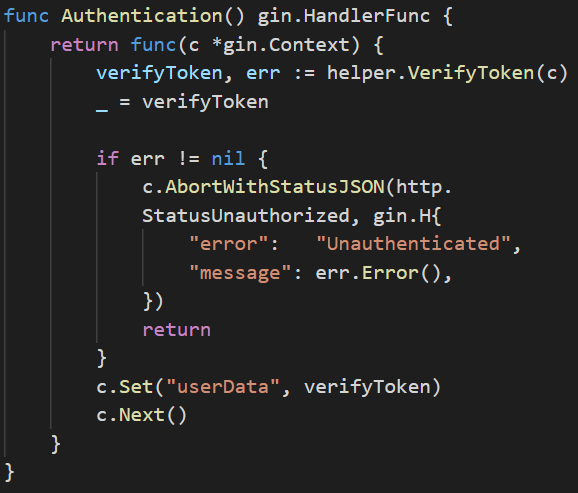 func Authentication() gin.HandlerFunc {
    return func(c *gin.Context) {
        verifyToken, err := helper.VerifyToken(c)
        _ = verifyToken

        if err != nil {
            c.AbortWithStatusJSON(http.
            StatusUnauthorized, gin.H{
                "error":   "Unauthenticated",
                "message": err.Error(),
            })
            return
        }
        c.Set("userData", verifyToken)
        c.Next()
    }
}